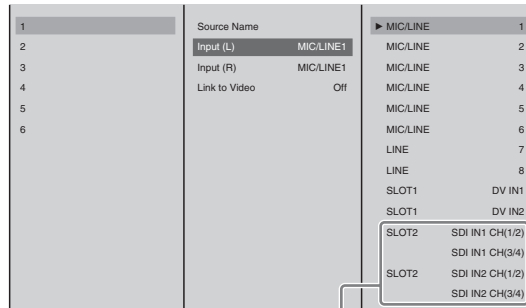 1
2
3
4
5
6
Source Name
Input (L) MIC/LINE1
Input (R) MIC/LINE1
Link to Video Off
► MIC/LINE 1
MIC/LINE 2
MIC/LINE 3
MIC/LINE 4
MIC/LINE 5
MIC/LINE 6
LINE 7
LINE 8
SLOT1 DV IN1
SLOT1 DV IN2
SLOT2 SDI IN1 CH(1/2)
SDI IN1 CH(3/4)
SLOT2 SDI IN2 CH(1/2)
SDI IN2 CH(3/4)